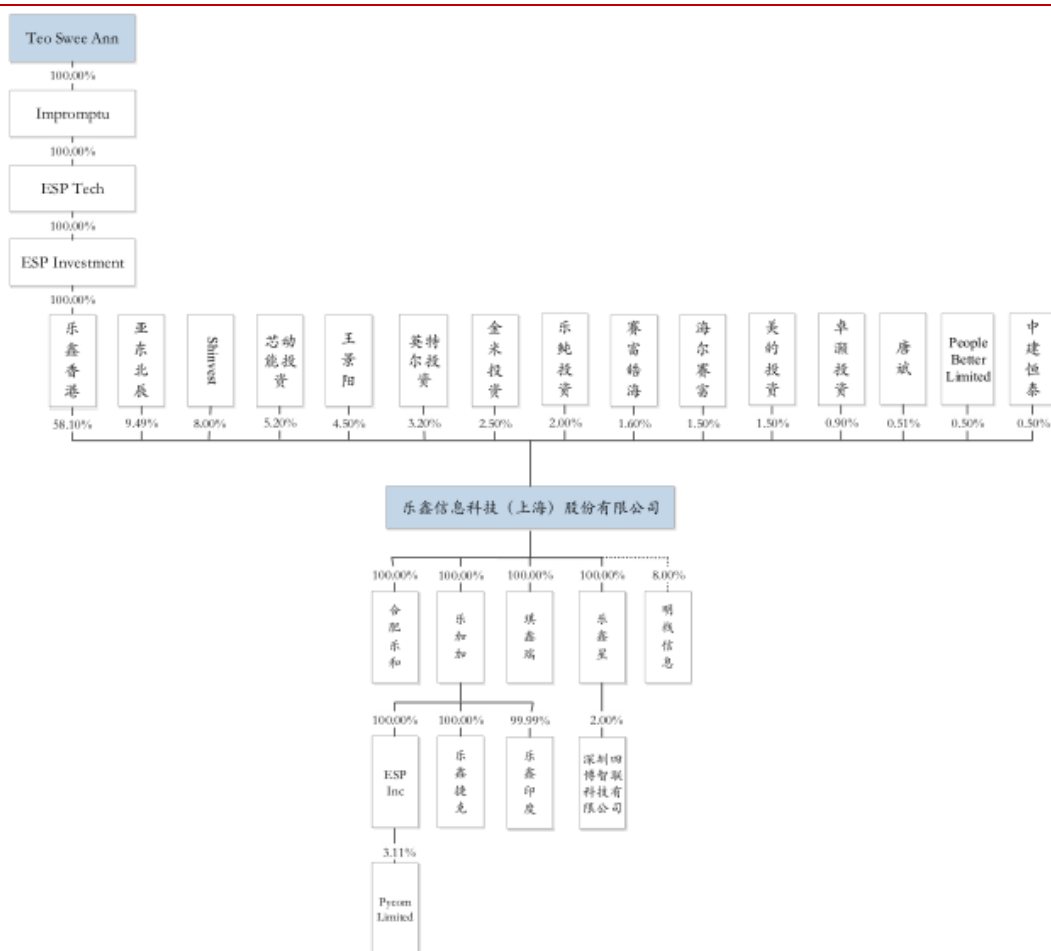 Teo Swee Ann
100.00%
Impromptu
100.00%
ESP Tech
100.00%
ESP Investment
100.00%
乐鑫香港
亚东北辰
Shinvest
芯动能投资
王景阳
英特尔投资
金米投资
乐鲀投资
赛富皓海
海尔赛富
美的投资
卓灏投资
唐斌
People
Better
Limited
中建恒泰
58.10%
9.49%
8.00%
5.20%
4.50%
3.20%
2.50%
2.00%
1.60%
1.50%
1.50%
0.90%
0.51%
0.50%
0.50%
乐鑫信息科技（上海）股份有限公司
100.00%
100.00%
100.00%
100.00%
8.00%
合肥乐和
乐加加
琪鑫瑞
乐鑫星
明栈信息
100.00%
100.00%
99.99%
2.00%
ESP
Inc
乐鑫捷克
乐鑫印度
深圳四
博智联
科技有
限公司
3.11%
Pycom
Limited